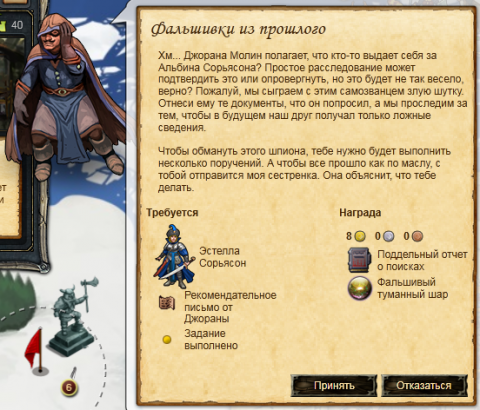 40
Фальшивки из прошлого
Хм... Джорана Молин полагает, что кто-то выдает себя за
Альбина Сорьясона? Простое расследование может
подтвердить это или опровергнуть, но это будет не так весело,
верно? Пожалуй, мы сыграем с этим самозванцем злую шутку.
Отнеси ему те документы, что он попросил, а мы проследим за
тем, чтобы в будущем наш друг получал только ложные
сведения.
Чтобы обмануть этого шпиона, тебе нужно будет выполнить
несколько поручений. А чтобы все прошло как по маслу, с
тобой отправится моя сестренка. Она объяснит, что тебе
делать.
Требуется
Эстелла
Сорьясон
Рекомендательное
письмо от
Джораны
Задание
выполнено
Награда
8 0 0
Поддельный отчет
о поисках
Фальшивый
туманный шар
Принять
Отказаться
ет
и
6